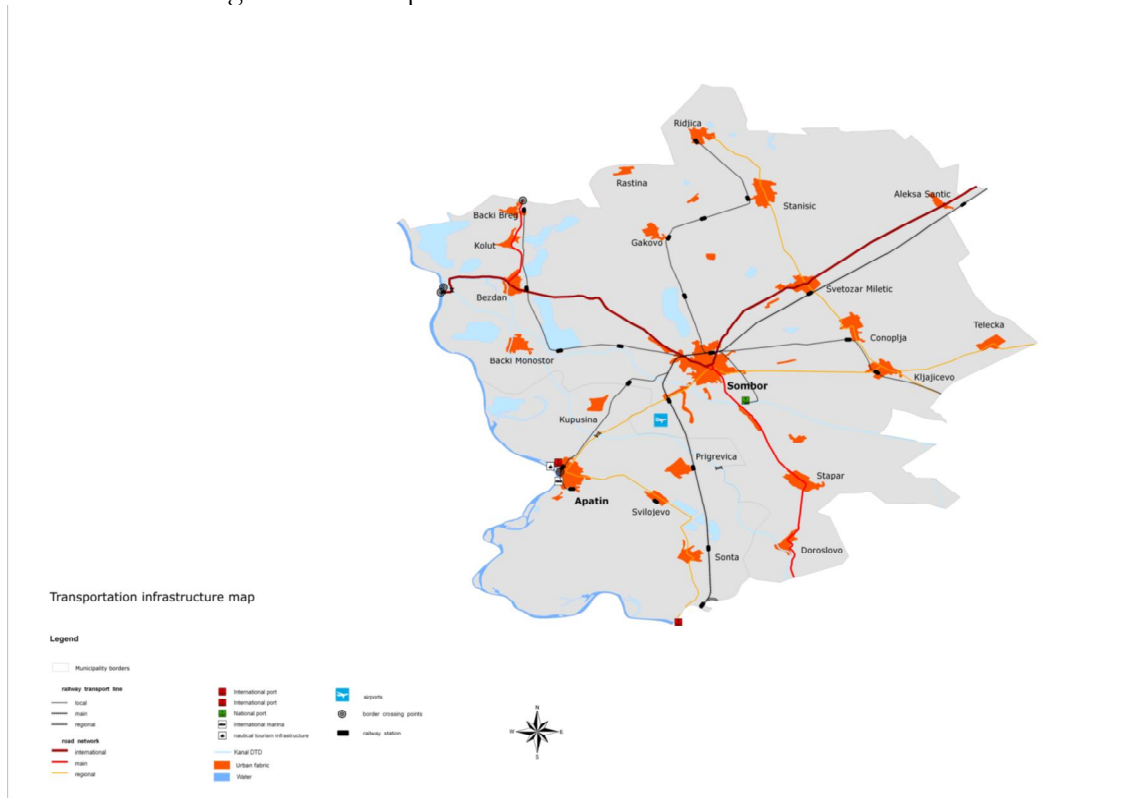 Ridjica
Rastina
Stanisic
Aleksa Santic
Backi Breg
Kolut
Gakovo
Bezdan
Svetozar Miletic
Telecka
Conoplja
Backi Monostor
Kljajicevo
Sombor
Kupusina
Prigrevica
Stapar
Apatin
Svilojevo
Sonta
Doroslovo
Transportation infrastructure map
Legend
Municipality borders
railway transport line
local
main
regional
road network
international
main
regional
International port
International port
National port
international marina
nautical tourism infrastructure
Kanal DTD
Urban fabric
Water
airports
border crossing points
railway station
N
W
E
S